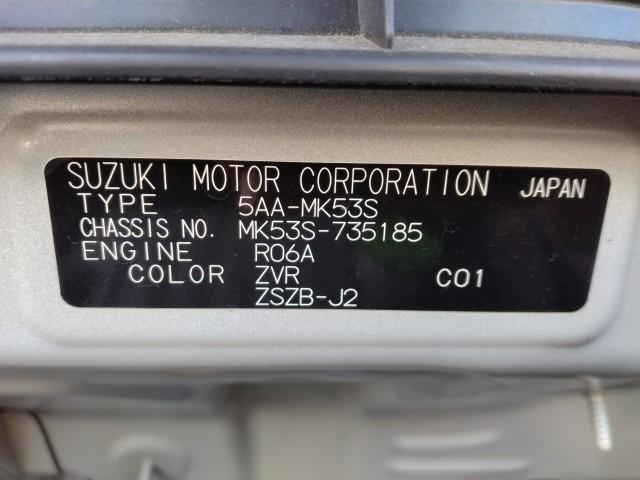 SUZUKI MOTOR CORPORATION JAPAN
TYPE 5AA-MK53S
CHASSIS NO. MK53S-735185
ENGINE R06A
COLOR ZVR C01
ZSZB-J2